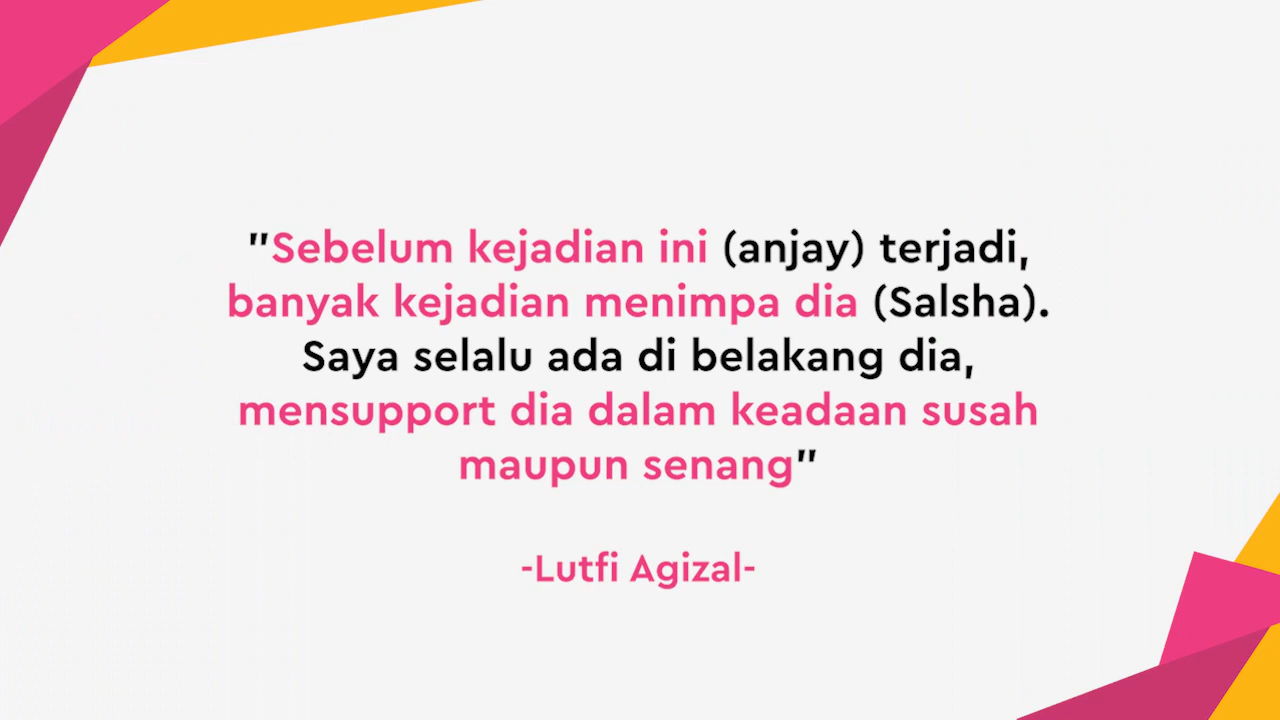 "Sebelum kejadian ini (anjay) terjadi,
banyak kejadian menimpa dia (Salsha).
Saya selalu ada di belakang dia,
mensupport dia dalam keadaan susah
maupun senang"
-Lutfi Agizal-